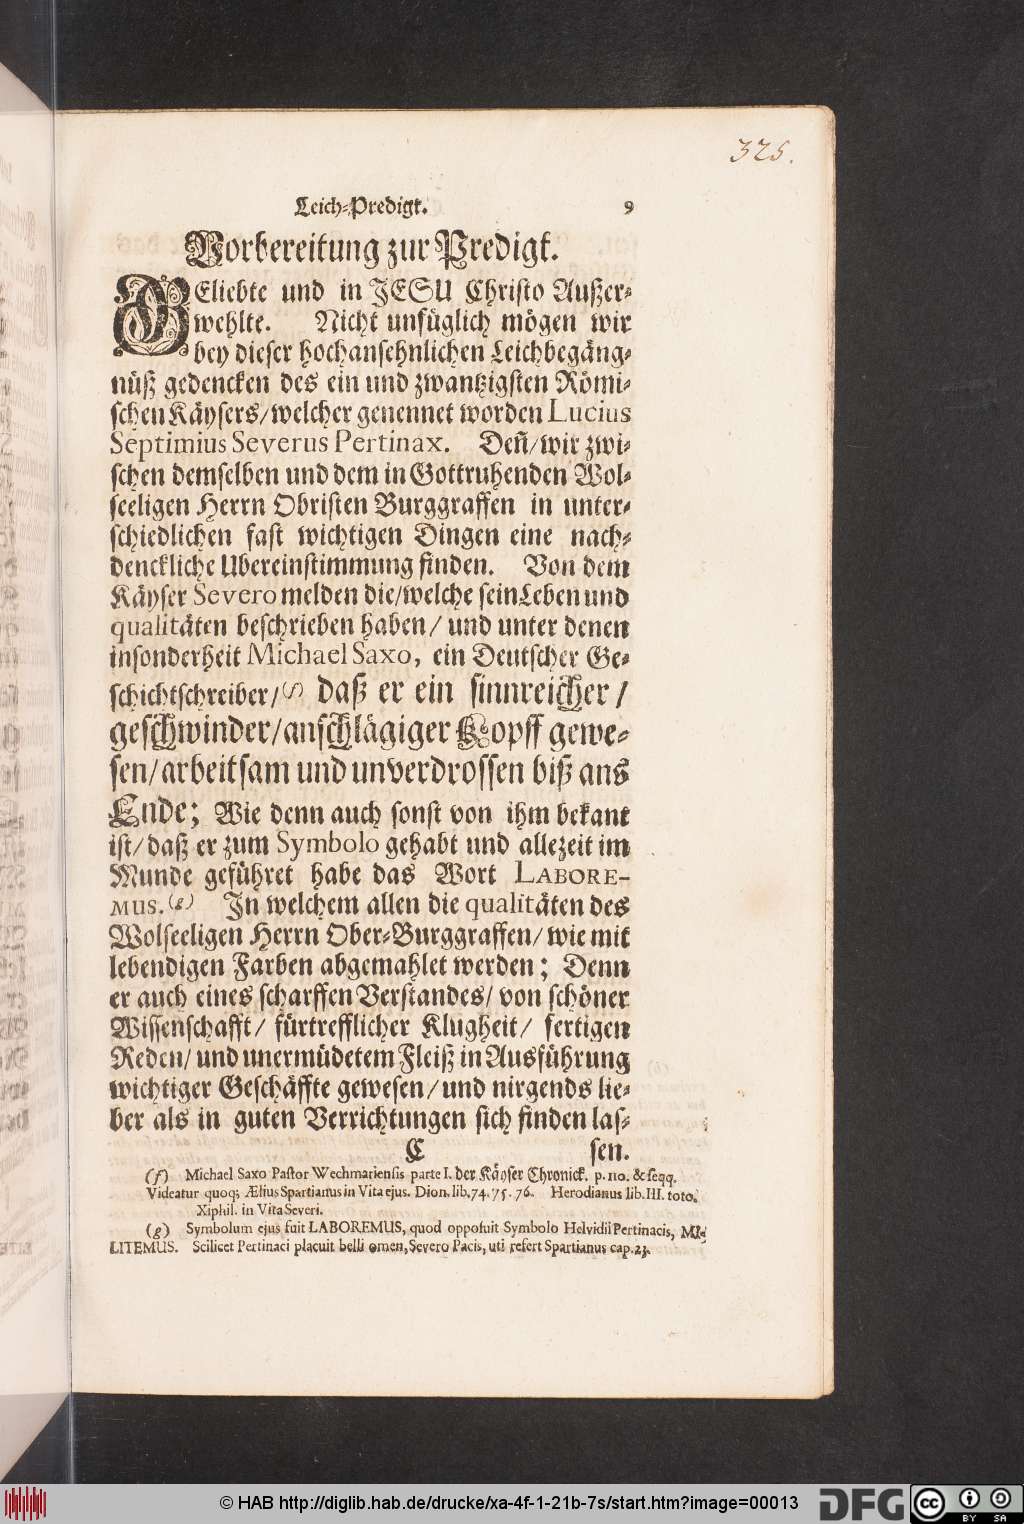 325.
Leich-Predigt. 9
Vorbereitung zur Predigt.
GEliebte und in JESU Christo Außer-
wehlte. Nicht unfüglich mögen wir
bey dieser hochansehnlichen Leichbegäng-
nüß gedencken des ein und zwantzigsten Römi-
schen Käysers/welcher genennet worden Lucius
Septimius Severus Pertinax. Deñ/wir zwi-
schen demselben und dem in Gott ruhenden Wol-
seeligen Herrn Obristen Burggraffen in unter-
schiedlichen fast wichtigen Dingen eine nach-
denckliche Ubereinstimmung finden. Von dem
Käyser Severo melden die/welche sein Leben und
qualitäten beschrieben haben/ und unter denen
insonderheit Michael Saxo, ein Deutscher Ge-
schichtschreiber/(f) daß er ein sinnreicher/
geschwinder/anschlägiger Kopff gewe-
sen/arbeitsam und unverdrossen biß ans
Ende; Wie denn auch sonst von ihm bekant
ist/daß er zum Symbolo gehabt und allezeit im
Munde geführet habe das Wort LABORE-
MUS.(g) In welchem allen die qualitäten des
Wolseeligen Herrn Ober-Burggraffen/wie mit
lebendigen Farben abgemahlet werden; Denn
er auch eines scharffen Verstandes/ von schöner
Wissenschafft/ fürtrefflicher Klugheit/ fertigen
Reden/ und unermüdetem Fleiß in Ausführung
wichtiger Geschäffte gewesen/und nirgends lie-
ber als in guten Verrichtungen sich finden las-
C sen.
(f) Michael Saxo Pastor Wechmariensis parte I. der Käyser Chronick. p. 110. & seqq.
Videatur quoq; Ælius Spartianus in Vita ejus. Dion. lib. 74. 75. 76. Herodianus lib. III. toto.
Xiphil. in Vita Severi.
(g) Symbolum ejus fuit LABOREMUS, quod opposuit Symbolo Helvidii Pertinacis, MI-
LITEMUS. Scilicet Pertinaci placuit belli omen, Severo Pacis, uti refert Spartianus cap. 23.
© HAB http://diglib.hab.de/drucke/xa-4f-1-21b-7s/start.htm?image=00013
DFG
cc BY SA